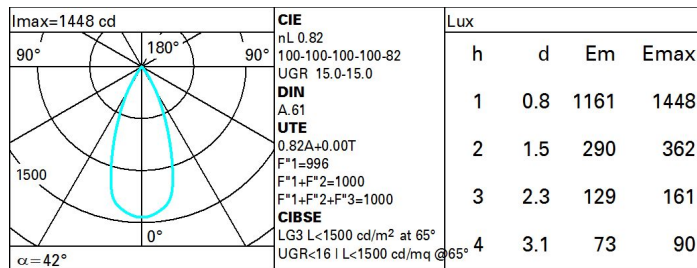 Imax=1448 cd
90°
180°
90°
1500
0°
α=42°
CIE
nL 0.82
100-100-100-100-82
UGR 15.0-15.0
DIN
A.61
UTE
0.82A+0.00T
F"1=996
F"1+F"2=1000
F"1+F"2+F"3=1000
CIBSE
LG3 L<1500 cd/m² at 65°
UGR<16 | L<1500 cd/mq @65°
Lux
h d Em Emax
1 0.8 1161 1448
2 1.5 290 362
3 2.3 129 161
4 3.1 73 90